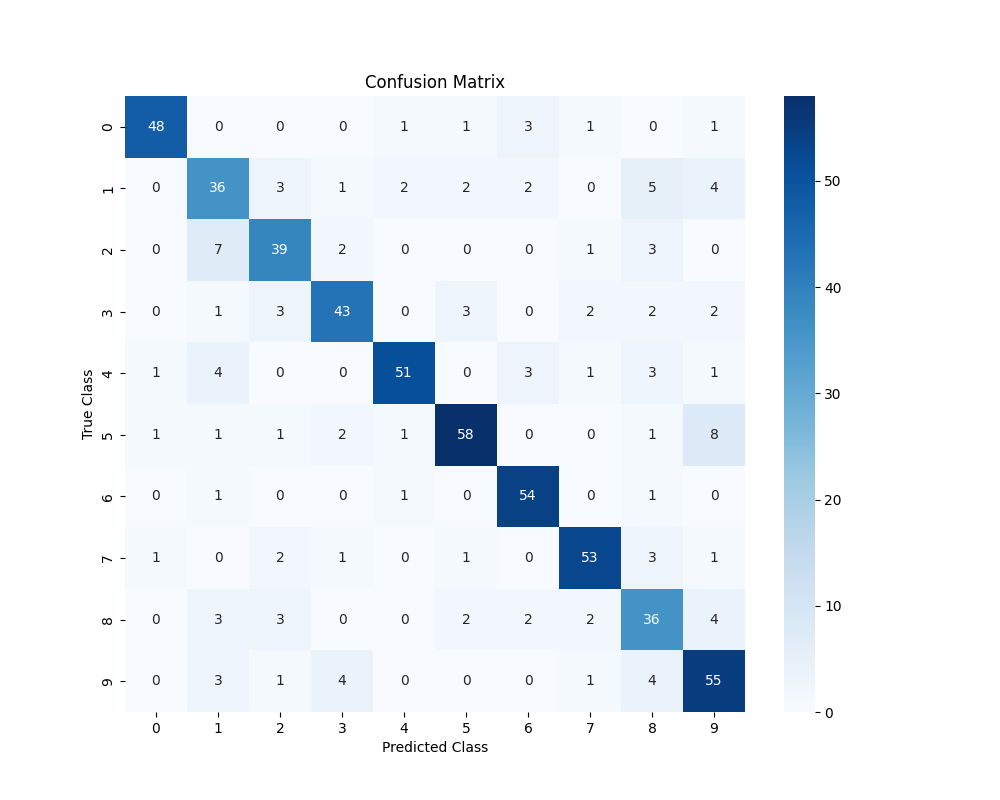 Confusion Matrix
0 48 0 0 0 1 1 3 1 0 1
1 0 36 3 1 2 2 2 0 5 4
2 0 7 39 2 0 0 0 1 3 0
3 0 1 3 43 0 3 0 2 2 2
4 1 4 0 0 51 0 3 1 3 1
5 1 1 1 2 1 58 0 0 1 8
6 0 1 0 0 1 0 54 0 1 0
7 1 0 2 1 0 1 0 53 3 1
8 0 3 3 0 0 2 2 2 36 4
9 0 3 1 4 0 0 0 1 4 55
0 1 2 3 4 5 6 7 8 9
Predicted Class
True Class
50
40
30
20
10
0